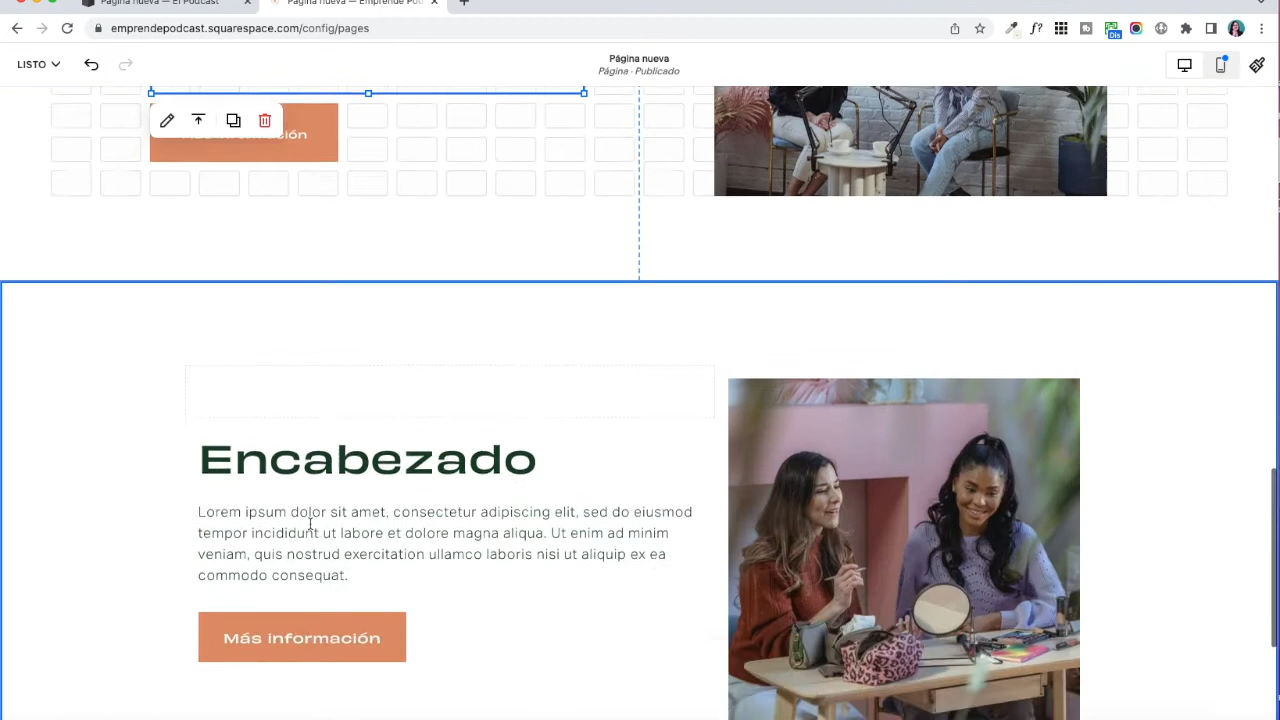 Página nueva — El Podcast
Página nueva — Emprende Po
emprendepodcast.squarespace.com/config/pages
Dis
LISTO
Página nueva
Página · Publicado
Encabezado
Lorem ipsum dolor sit amet, consectetur adipiscing elit, sed do eiusmod
tempor incididunt ut labore et dolore magna aliqua. Ut enim ad minim
veniam, quis nostrud exercitation ullamco laboris nisi ut aliquip ex ea
commodo consequat.
Más información